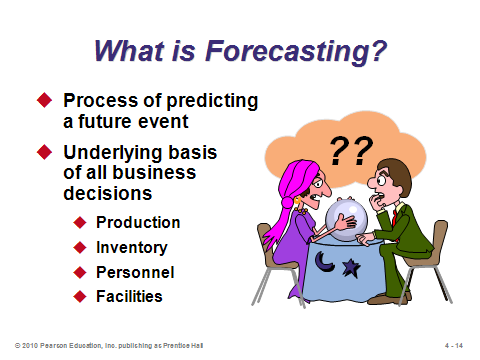 What is Forecasting?
Process of predicting
a future event
Underlying basis
of all business
decisions
Production
Inventory
Personnel
Facilities
??
© 2010 Pearson Education, Inc. publishing as Prentice Hall
4 - 14